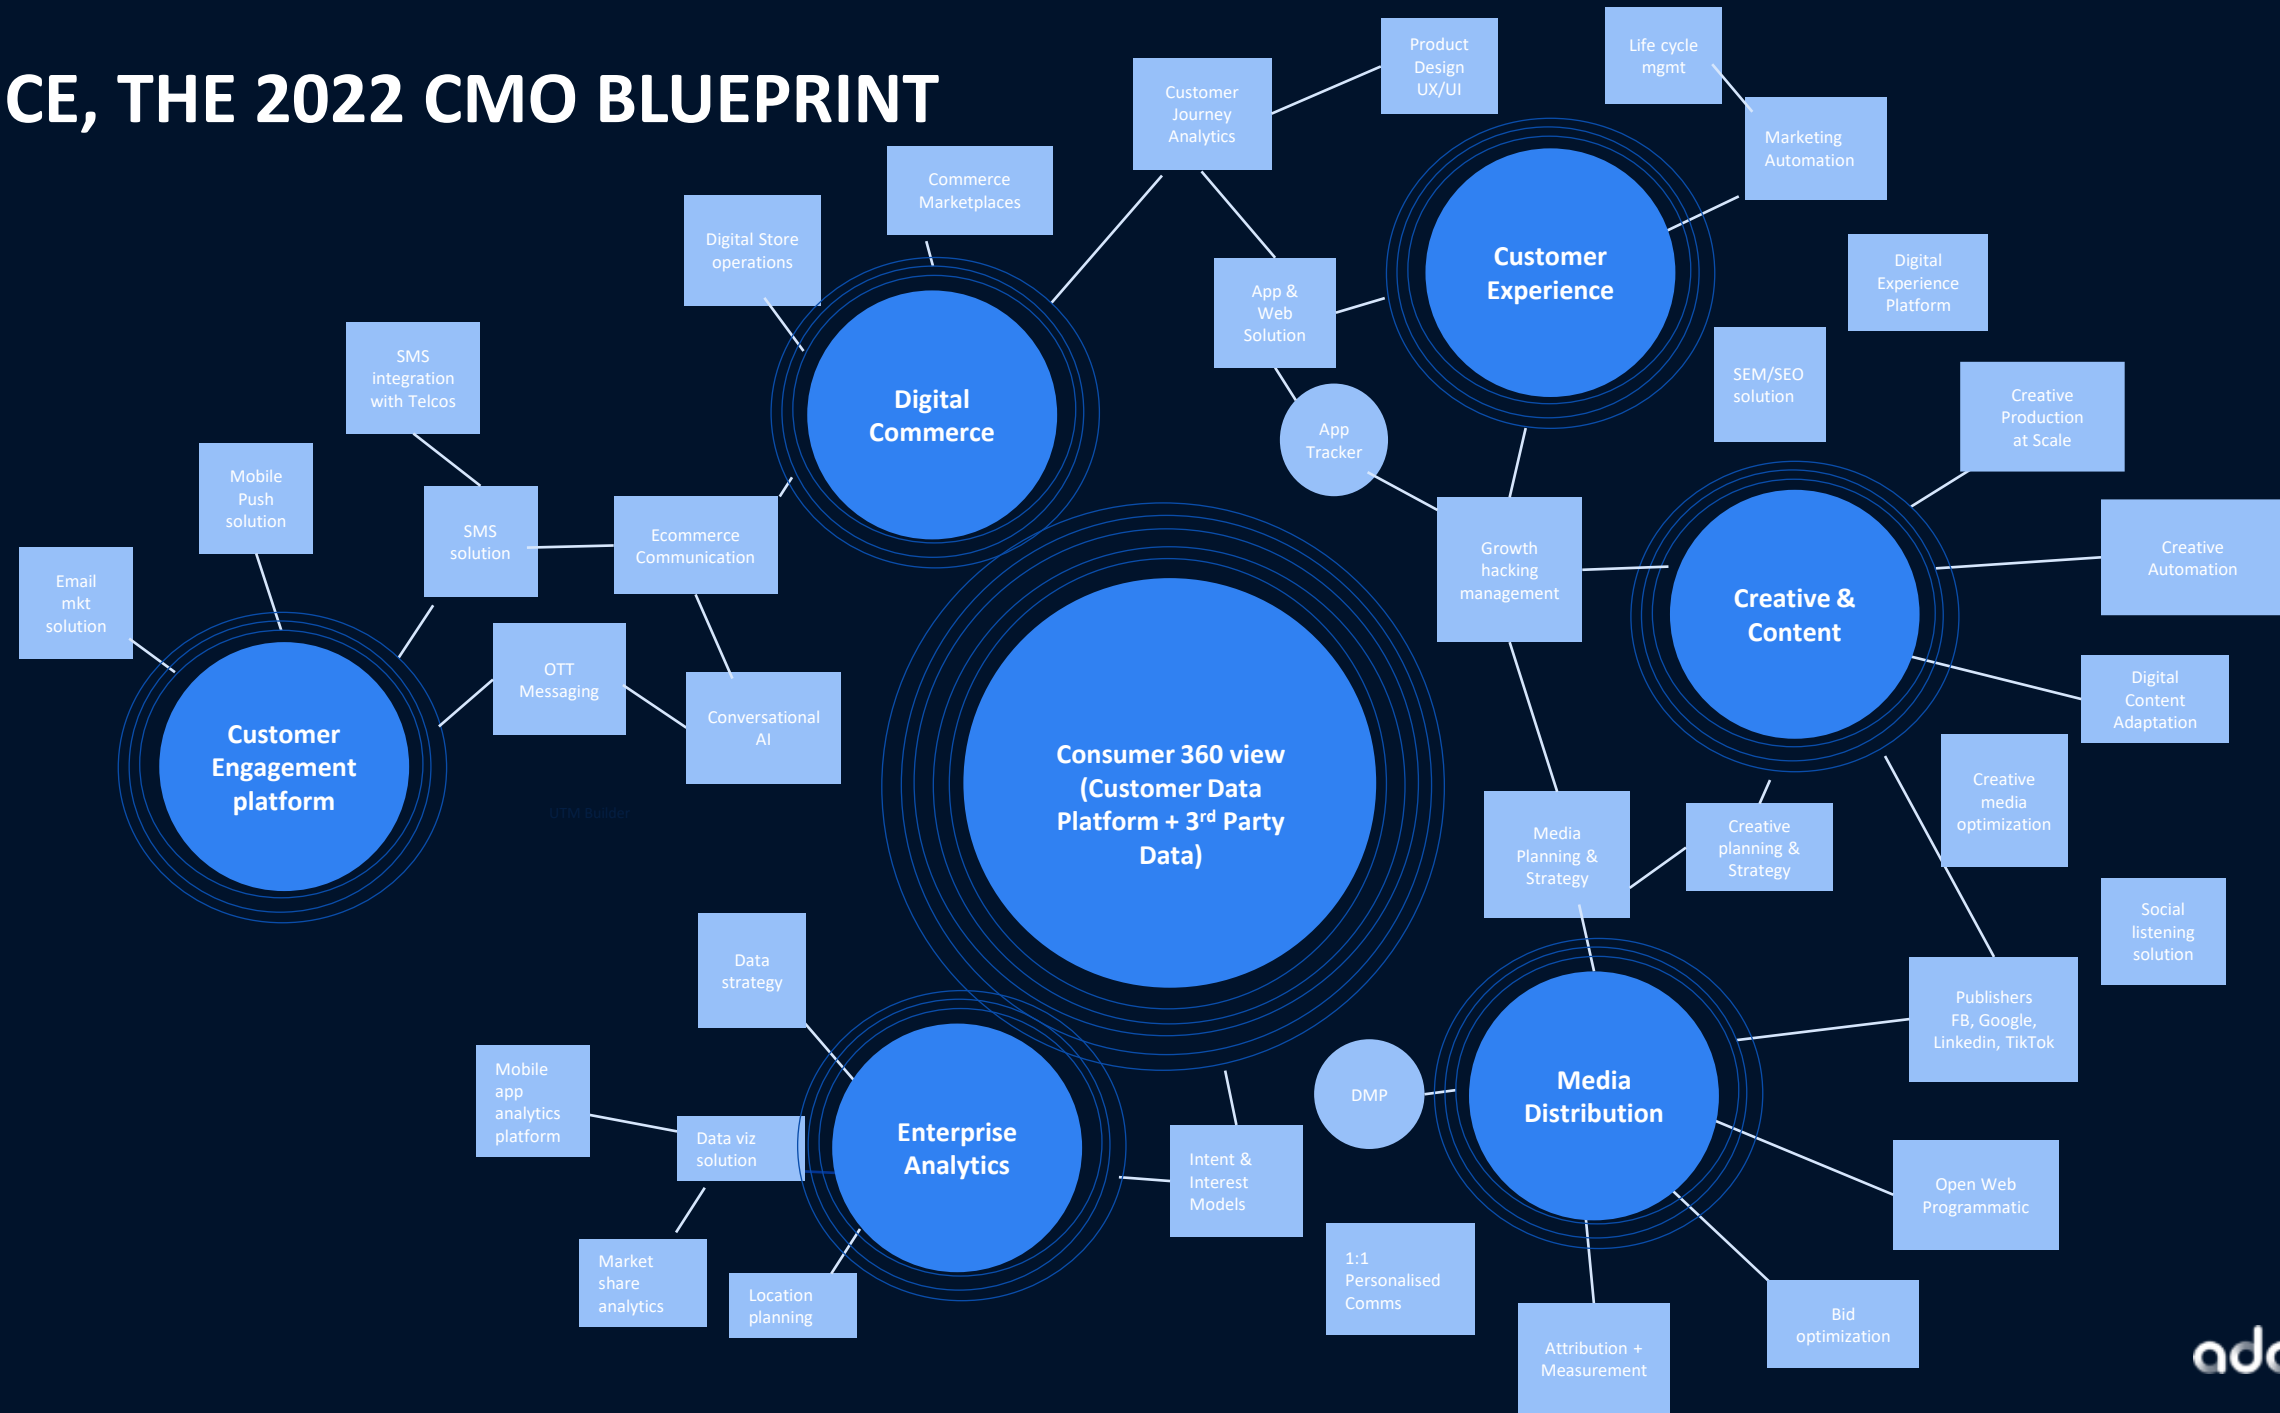 CE, THE 2022 CMO BLUEPRINT
Product
Design
UX/UI
Life cycle
mgmt
Customer
Journey
Analytics
Marketing
Automation
Commerce
Marketplaces
Digital Store
operations
Customer
Experience
Digital
Experience
Platform
App &
Web
Solution
SMS
integration
with Telcos
Digital
Commerce
SEM/SEO
solution
Creative
Production
at Scale
App
Tracker
Mobile
Push
solution
SMS
solution
Ecommerce
Communication
Growth
hacking
management
Creative
Automation
Email
mkt
solution
Creative &
Content
OTT
Messaging
Digital
Content
Adaptation
Conversational
AI
Customer
Engagement
platform
UTM Builder
Consumer 360 view
(Customer Data
Platform + 3rd Party
Data)
Creative
media
optimization
Media
Planning &
Strategy
Creative
planning &
Strategy
Social
listening
solution
Data
strategy
Publishers
FB, Google,
Linkedin, TikTok
Mobile
app
analytics
platform
DMP
Media
Distribution
Data viz
solution
Enterprise
Analytics
Intent &
Interest
Models
Open Web
Programmatic
Market
share
analytics
Location
planning
1:1
Personalised
Comms
Attribution +
Measurement
Bid
optimization